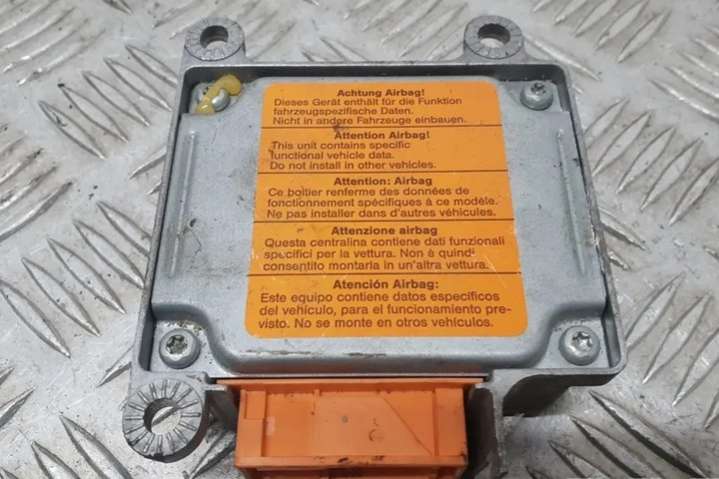 Achtung Airbag!
Dieses Gerät enthält für die Funktion
fahrzeugspezifische Daten.
Nicht in andere Fahrzeuge einbauen.
Attention Airbag!
This unit contains specific
functional vehicle data.
Do not install in other vehicles.
Attention: Airbag
Ce boîtier renferme des données de
fonctionnement spécifiques à ce modèle.
Ne pas installer dans d'autres véhicules.
Attenzione airbag
Questa centralina contiene dati funzionali
specifici per la vettura. Non è quindi
consentito montarla in un'altra vettura.
Atención Airbag:
Este equipo contiene datos específicos
del vehículo, para el funcionamiento pre-
visto. No se monte en otros vehículos.